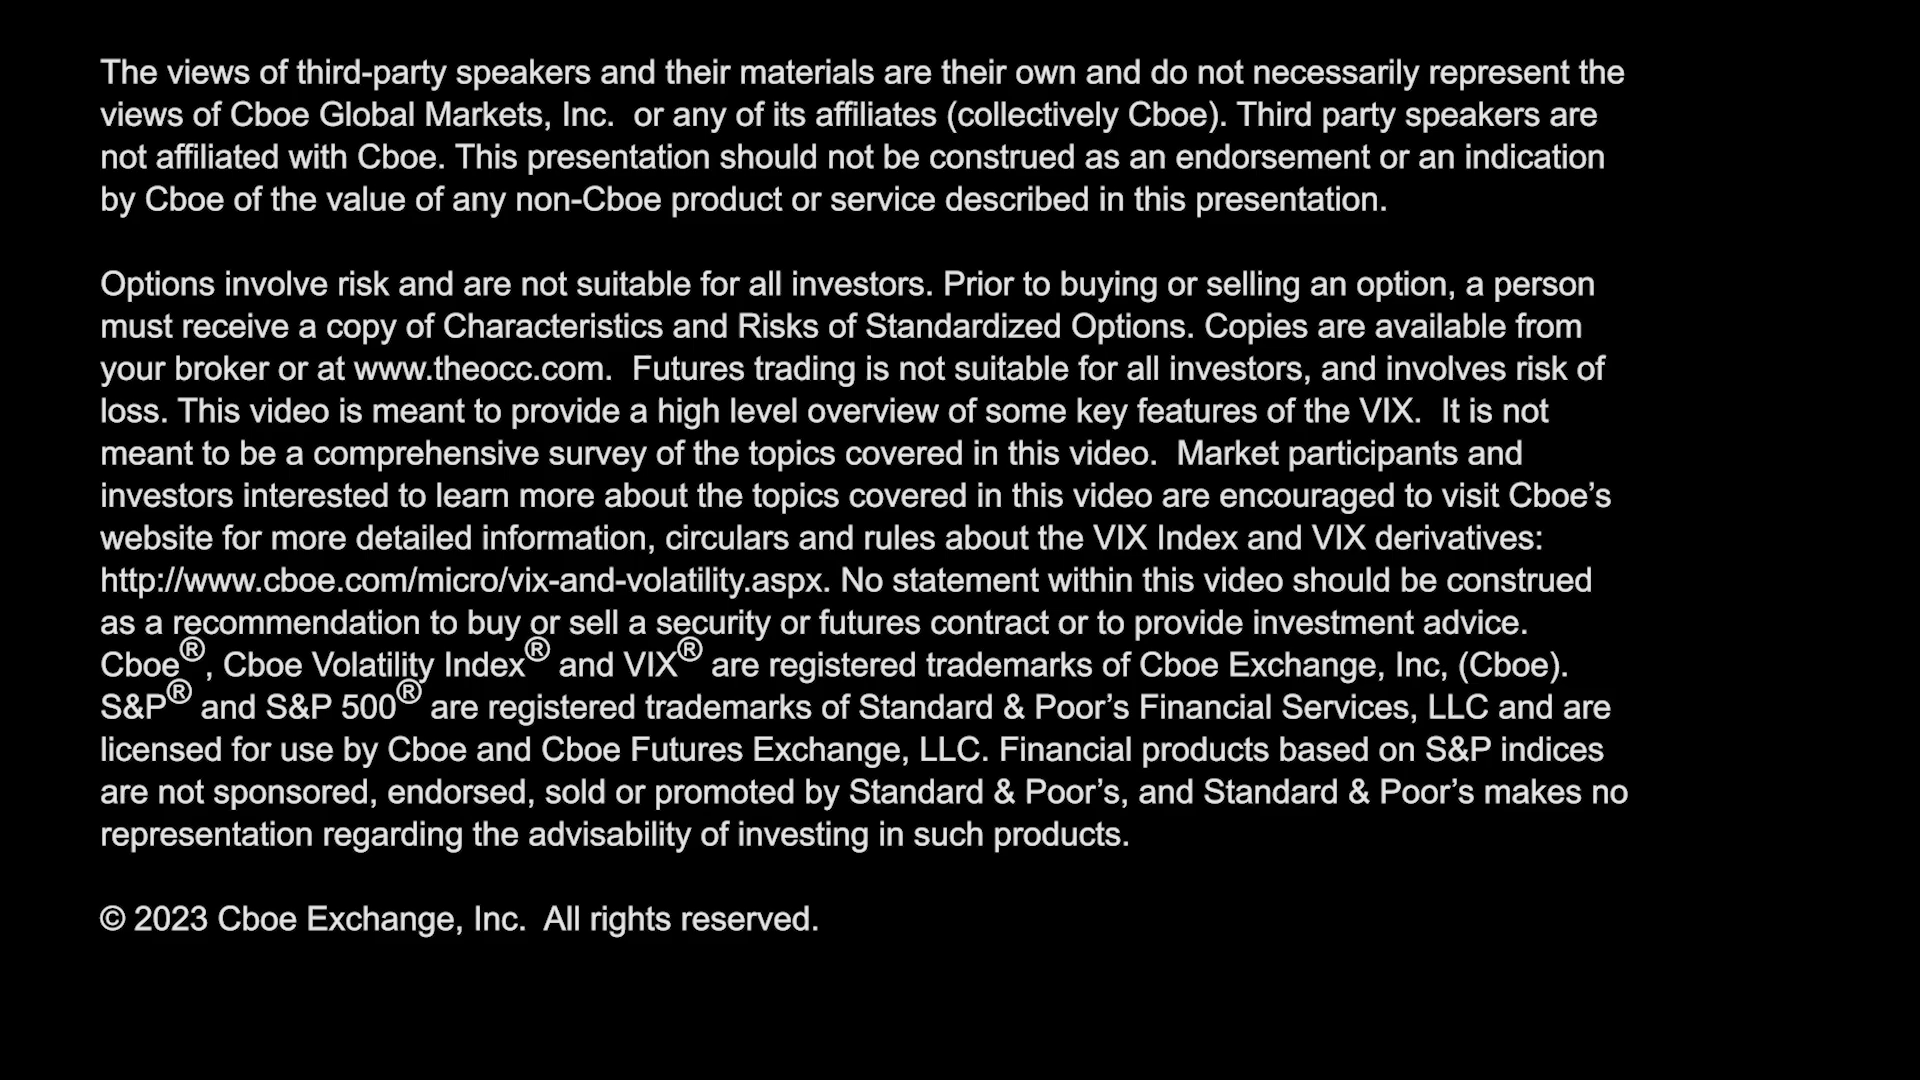 The views of third-party speakers and their materials are their own and do not necessarily represent the
views of Cboe Global Markets, Inc.  or any of its affiliates (collectively Cboe). Third party speakers are
not affiliated with Cboe. This presentation should not be construed as an endorsement or an indication
by Cboe of the value of any non-Cboe product or service described in this presentation.

Options involve risk and are not suitable for all investors. Prior to buying or selling an option, a person
must receive a copy of Characteristics and Risks of Standardized Options. Copies are available from
your broker or at www.theocc.com.  Futures trading is not suitable for all investors, and involves risk of
loss. This video is meant to provide a high level overview of some key features of the VIX.  It is not
meant to be a comprehensive survey of the topics covered in this video.  Market participants and
investors interested to learn more about the topics covered in this video are encouraged to visit Cboe’s
website for more detailed information, circulars and rules about the VIX Index and VIX derivatives:
http://www.cboe.com/micro/vix-and-volatility.aspx. No statement within this video should be construed
as a recommendation to buy or sell a security or futures contract or to provide investment advice.
Cboe®, Cboe Volatility Index® and VIX® are registered trademarks of Cboe Exchange, Inc, (Cboe).
S&P® and S&P 500® are registered trademarks of Standard & Poor’s Financial Services, LLC and are
licensed for use by Cboe and Cboe Futures Exchange, LLC. Financial products based on S&P indices
are not sponsored, endorsed, sold or promoted by Standard & Poor’s, and Standard & Poor’s makes no
representation regarding the advisability of investing in such products.

© 2023 Cboe Exchange, Inc.  All rights reserved.